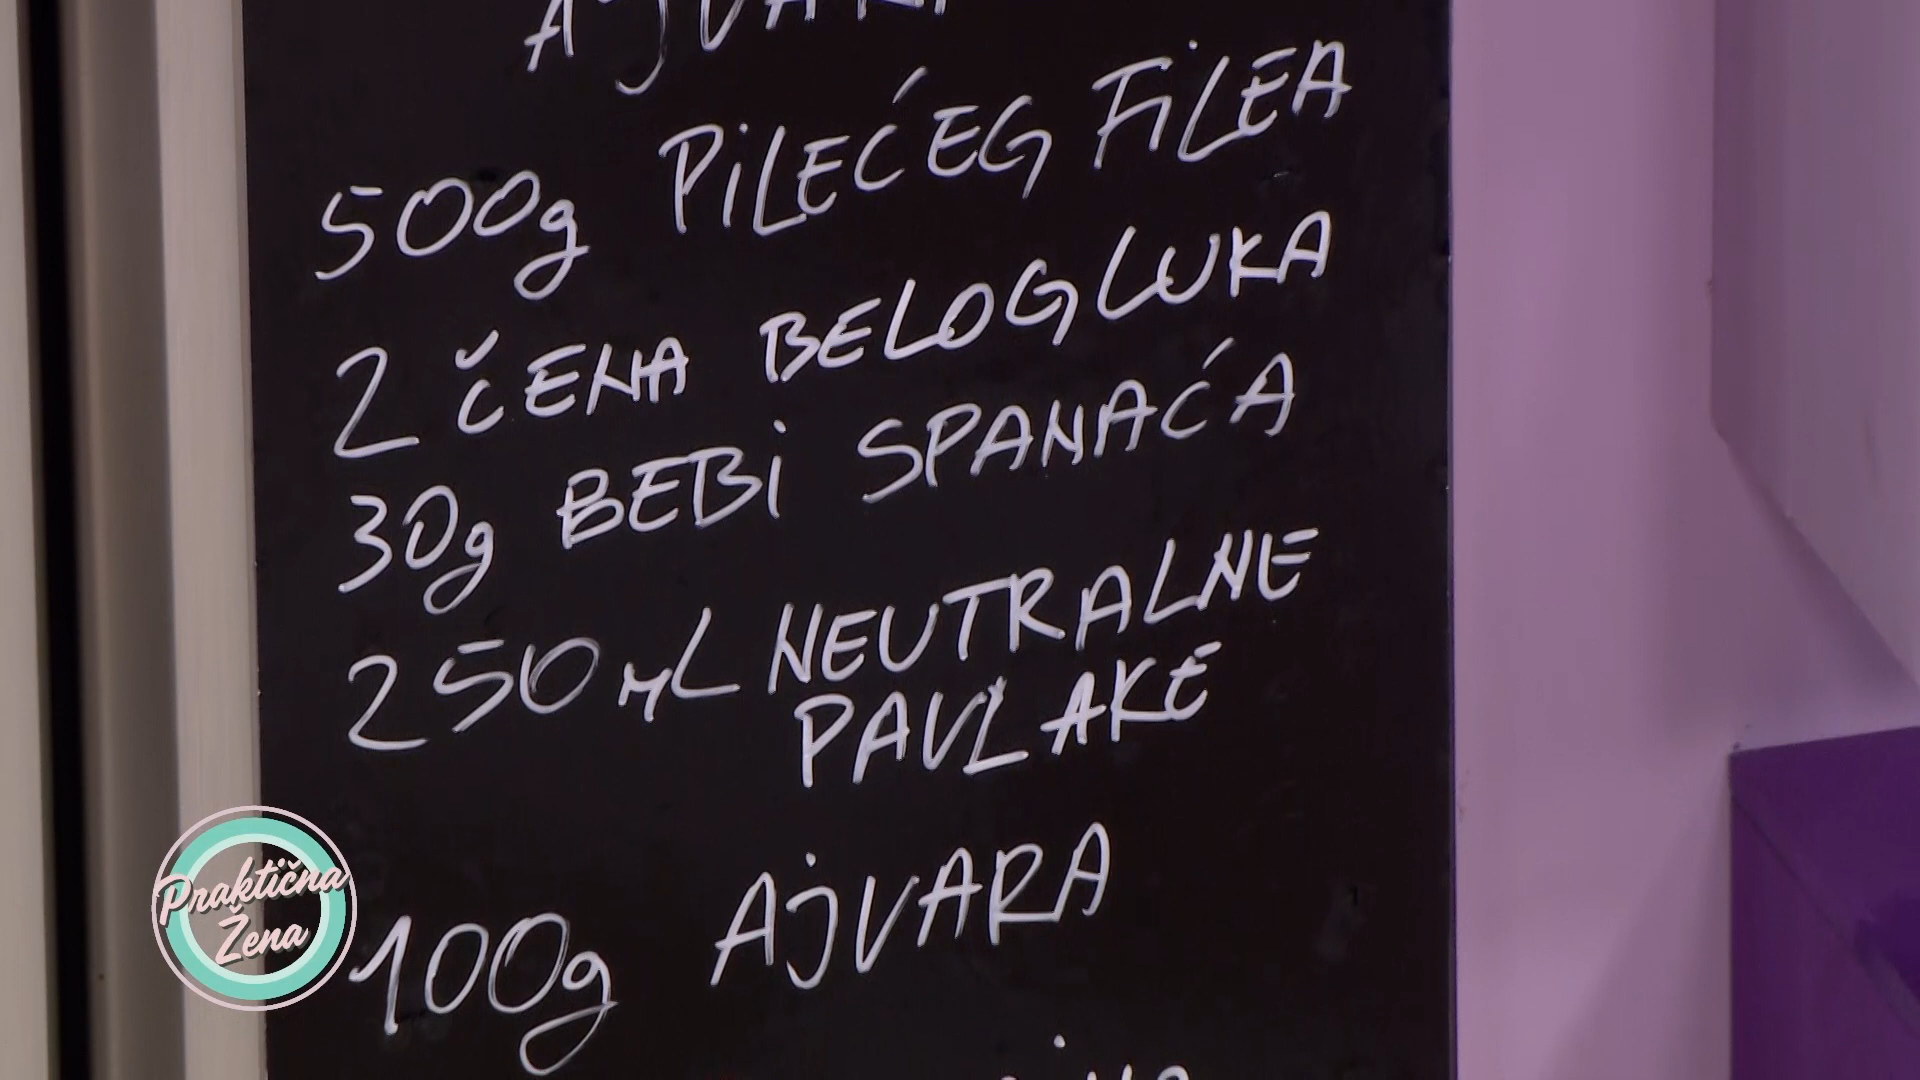 500g PILEĆEG FILEA
2 ČENA BELOG LUKA
30g BEBI SPANAĆA
250 mL NEUTRALNE
PAVLAKE
100g AJVARA
Praktična
Žena